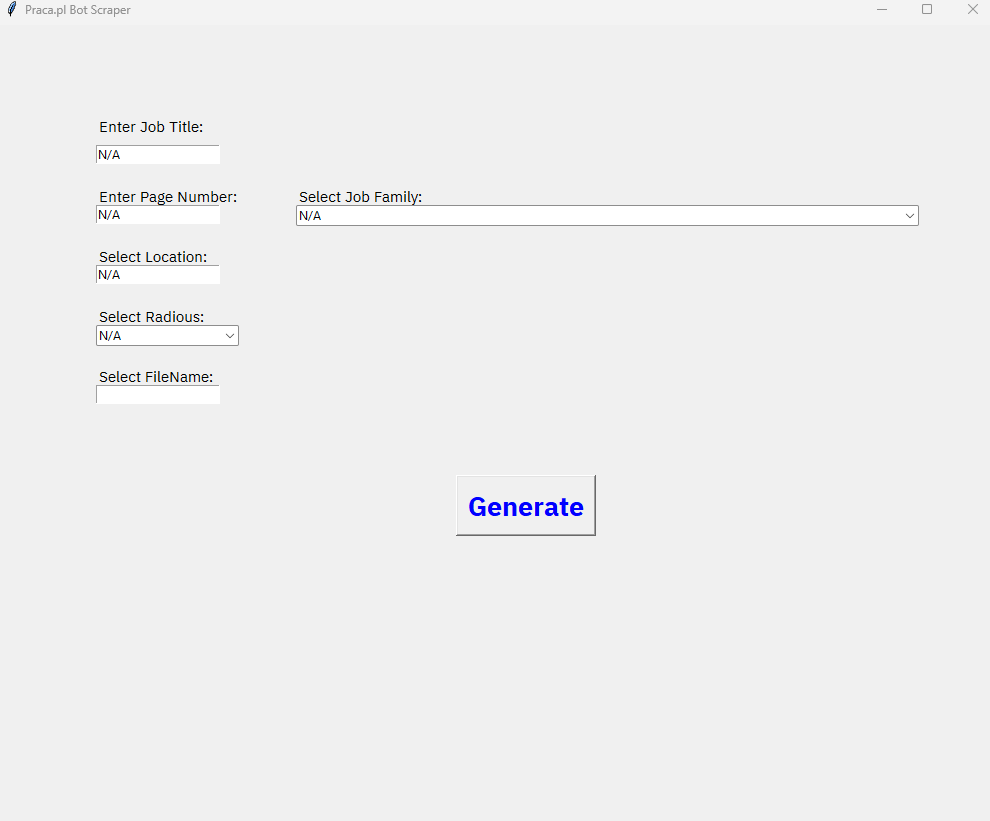 Praca.pl Bot Scraper
Enter Job Title:
N/A
Enter Page Number:
N/A
Select Job Family:
N/A
Select Location:
N/A
Select Radious:
N/A
Select FileName:
Generate